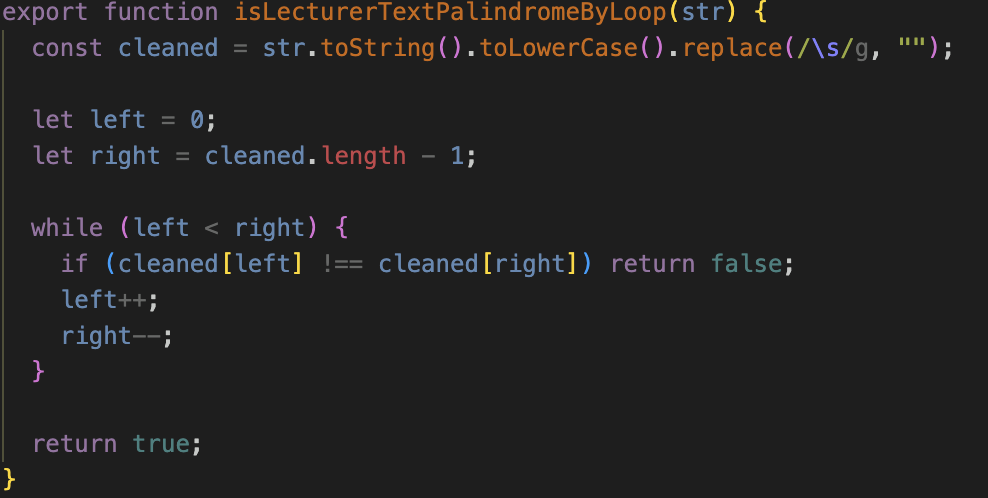 export function isLecturerTextPalindromeByLoop(str) {
  const cleaned = str.toString().toLowerCase().replace(/\s/g, "");

  let left = 0;
  let right = cleaned.length - 1;

  while (left < right) {
    if (cleaned[left] !== cleaned[right]) return false;
    left++;
    right--;
  }

  return true;
}